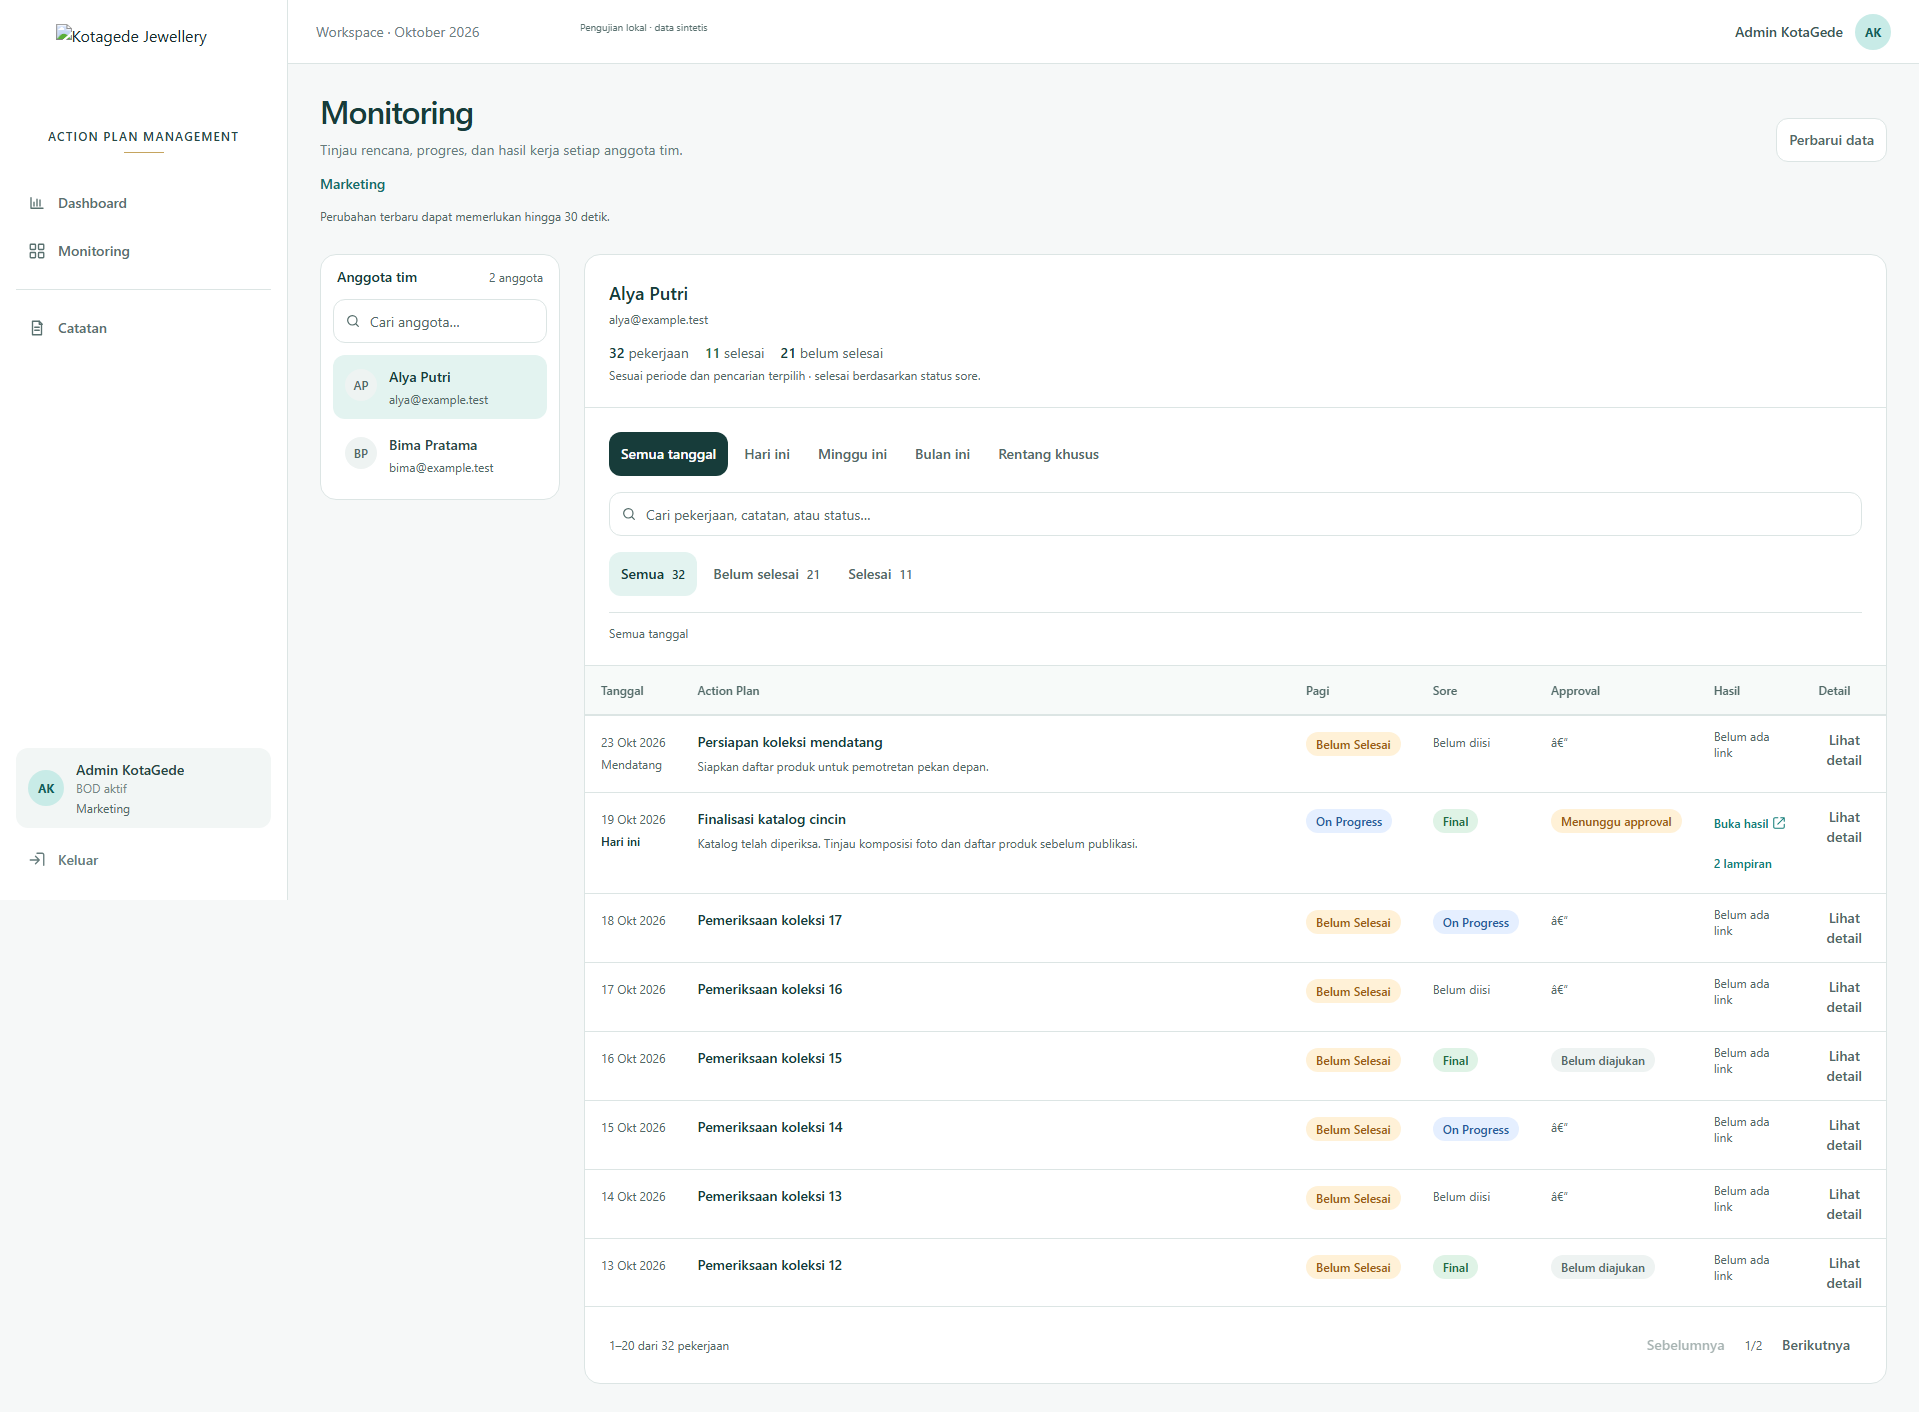 Kotagede Jewellery
ACTION PLAN MANAGEMENT
Dashboard
Monitoring
Catatan
AK
Admin KotaGede
BOD aktif
Marketing
Keluar
Workspace · Oktober 2026
Pengujian lokal · data sintetis
Admin KotaGede
AK
Monitoring
Tinjau rencana, progres, dan hasil kerja setiap anggota tim.
Marketing
Perubahan terbaru dapat memerlukan hingga 30 detik.
Perbarui data
Anggota tim
2 anggota
Cari anggota...
AP
Alya Putri
alya@example.test
BP
Bima Pratama
bima@example.test
Alya Putri
alya@example.test
32 pekerjaan 11 selesai 21 belum selesai
Sesuai periode dan pencarian terpilih · selesai berdasarkan status sore.
Semua tanggal Hari ini Minggu ini Bulan ini Rentang khusus
Cari pekerjaan, catatan, atau status...
Semua 32 Belum selesai 21 Selesai 11
Semua tanggal
Tanggal Action Plan Pagi Sore Approval Hasil Detail
23 Okt 2026
Mendatang
Persiapan koleksi mendatang
Siapkan daftar produk untuk pemotretan pekan depan.
Belum Selesai
Belum diisi
â€“
Belum ada
link
Lihat
detail
19 Okt 2026
Hari ini
Finalisasi katalog cincin
Katalog telah diperiksa. Tinjau komposisi foto dan daftar produk sebelum publikasi.
On Progress
Final
Menunggu approval
Buka hasil
2 lampiran
Lihat
detail
18 Okt 2026
Pemeriksaan koleksi 17
Belum Selesai
On Progress
â€“
Belum ada
link
Lihat
detail
17 Okt 2026
Pemeriksaan koleksi 16
Belum Selesai
Belum diisi
â€“
Belum ada
link
Lihat
detail
16 Okt 2026
Pemeriksaan koleksi 15
Belum Selesai
Final
Belum diajukan
Belum ada
link
Lihat
detail
15 Okt 2026
Pemeriksaan koleksi 14
Belum Selesai
On Progress
â€“
Belum ada
link
Lihat
detail
14 Okt 2026
Pemeriksaan koleksi 13
Belum Selesai
Belum diisi
â€“
Belum ada
link
Lihat
detail
13 Okt 2026
Pemeriksaan koleksi 12
Belum Selesai
Final
Belum diajukan
Belum ada
link
Lihat
detail
1–20 dari 32 pekerjaan
Sebelumnya 1/2 Berikutnya